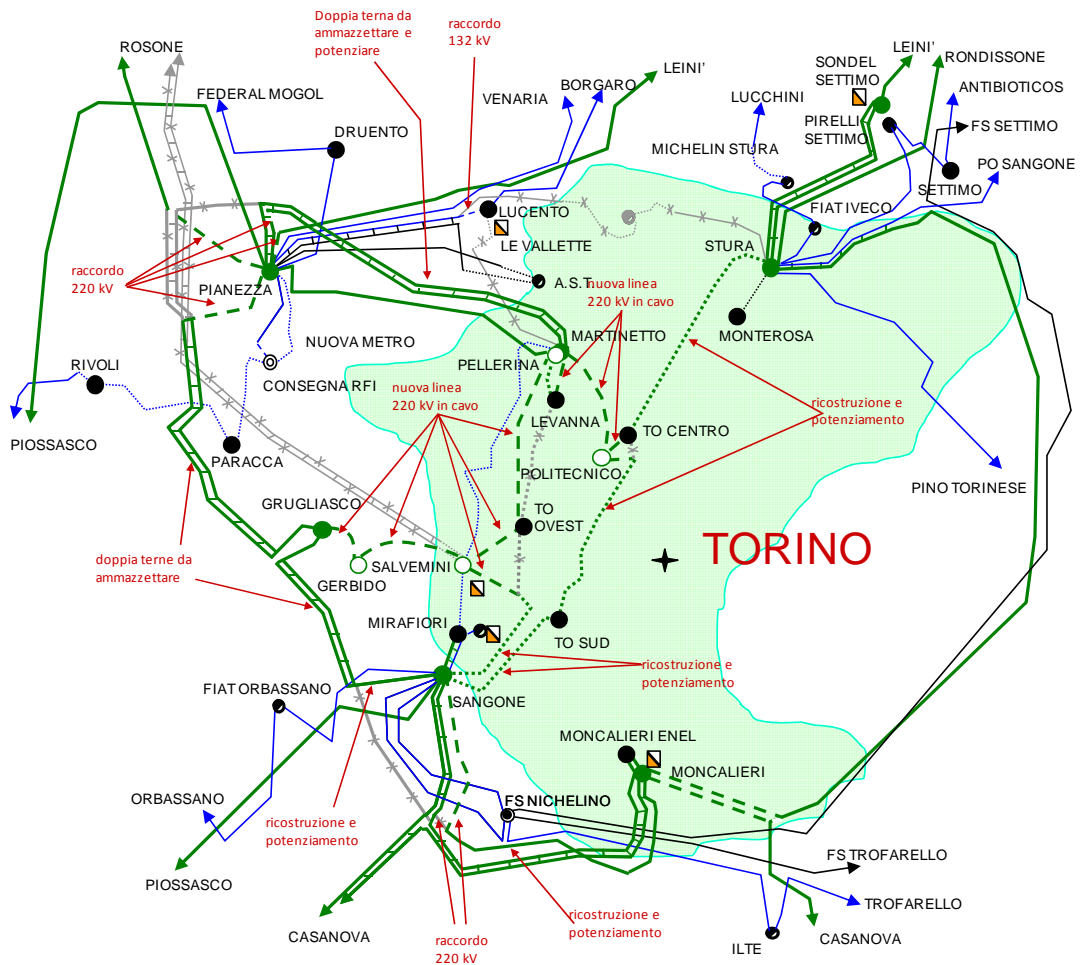 Doppia terna da
ammazzettare e
potenziare
raccordo
132 kV
ROSONE
LEINI'
BORGARO
VENARIA
FEDERAL MOGOL
DRUENTO
LEINI'
SONDEL
SETTIMO
RONDISSONE
LUCCHINI
ANTIBIOTICOS
PIRELLI
SETTIMO
FS SETTIMO
MICHELIN STURA
PO SANGONE
SETTIMO
LUCENTO
FIAT IVECO
LE VALLETTE
STURA
raccordo
220 kV
PIANEZZA
A.S.T.
nuova linea
220 kV in cavo
MARTINETTO
MONTEROSA
NUOVA METRO
PELLERINA
RIVOLI
CONSEGNA RFI
nuova linea
220 kV in cavo
ricostruzione e
potenziamento
LEVANNA
TO CENTRO
PIOSSASCO
PARACCA
POLITECNICO
PINO TORINESE
GRUGLIASCO
TO
OVEST
TORINO
doppia terne da
ammazzettare
SALVEMINI
GERBIDO
MIRAFIORI
TO SUD
ricostruzione e
potenziamento
FIAT ORBASSANO
SANGONE
MONCALIERI ENEL
MONCALIERI
ORBASSANO
FS NICHELINO
ricostruzione e
potenziamento
FS TROFARELLO
PIOSSASCO
TROFARELLO
ricostruzione e
potenziamento
CASANOVA
raccordo
220 kV
ILTE
CASANOVA